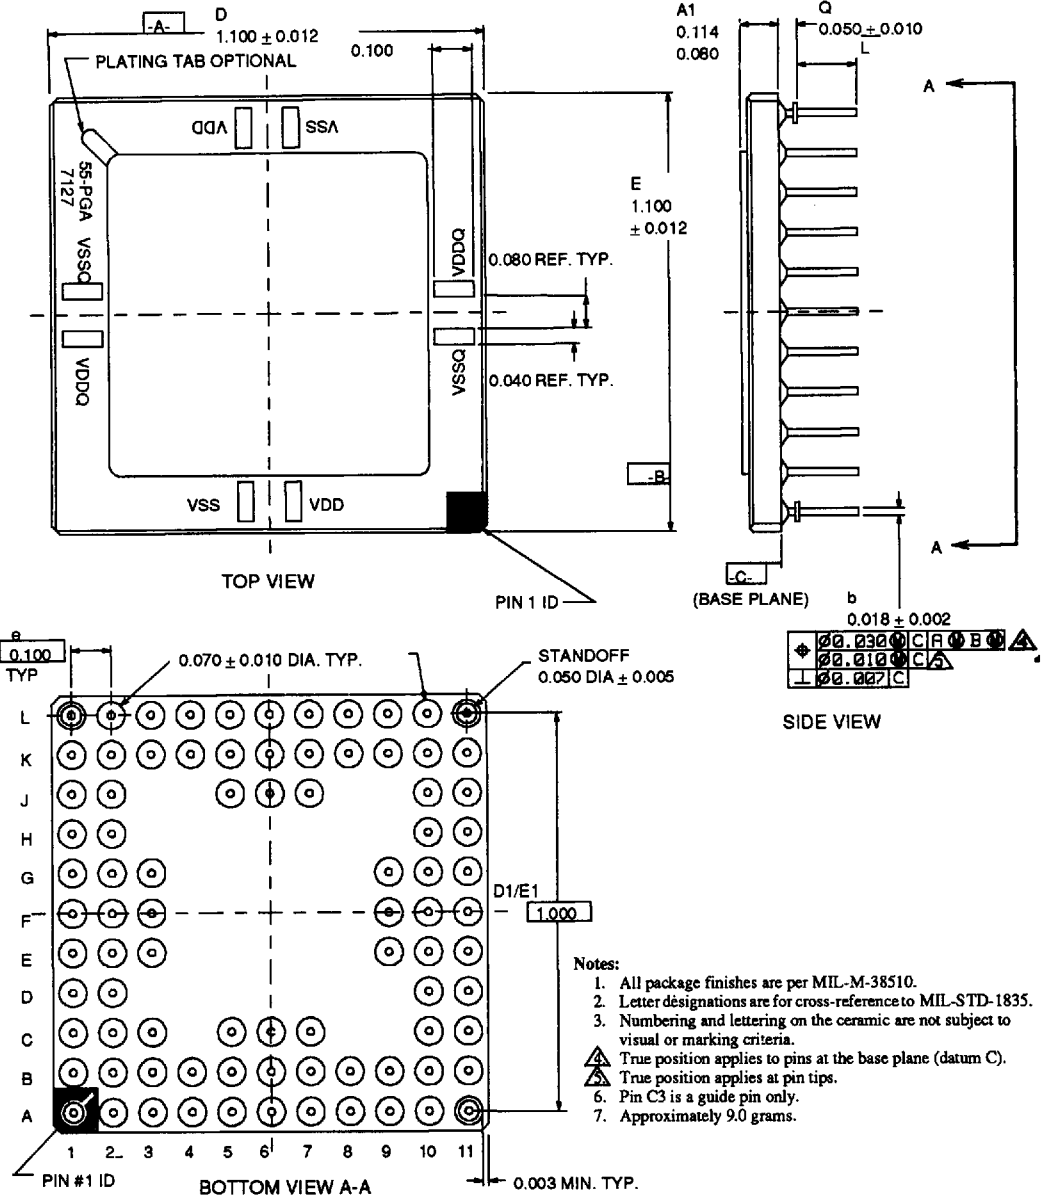 -A-
D
1.100 ± 0.012
0.100
PLATING TAB OPTIONAL
VDD
VSS
55-PGA
7127
VSSQ
VDDQ
VDDQ
VSSQ
0.080 REF. TYP.
0.040 REF. TYP.
E
1.100
± 0.012
-B-
VSS
VDD
TOP VIEW
PIN 1 ID
A1
0.114
0.080
Q
0.050 ± 0.010
L
A
A
-C-
(BASE PLANE)
b
0.018 ± 0.002
⌖ Ø0.030 Ⓜ C A Ⓜ B Ⓜ 4
Ø0.010 Ⓜ C 5
⊥ Ø0.007 C
SIDE VIEW
e
0.100
TYP
0.070 ± 0.010 DIA. TYP.
STANDOFF
0.050 DIA ± 0.005
L
K
J
H
G
F
E
D
C
B
A
D1/E1
1.000
1 2 3 4 5 6 7 8 9 10 11
PIN #1 ID
BOTTOM VIEW A-A
0.003 MIN. TYP.
Notes:
1. All package finishes are per MIL-M-38510.
2. Letter designations are for cross-reference to MIL-STD-1835.
3. Numbering and lettering on the ceramic are not subject to
visual or marking criteria.
4 True position applies to pins at the base plane (datum C).
5 True position applies at pin tips.
6. Pin C3 is a guide pin only.
7. Approximately 9.0 grams.